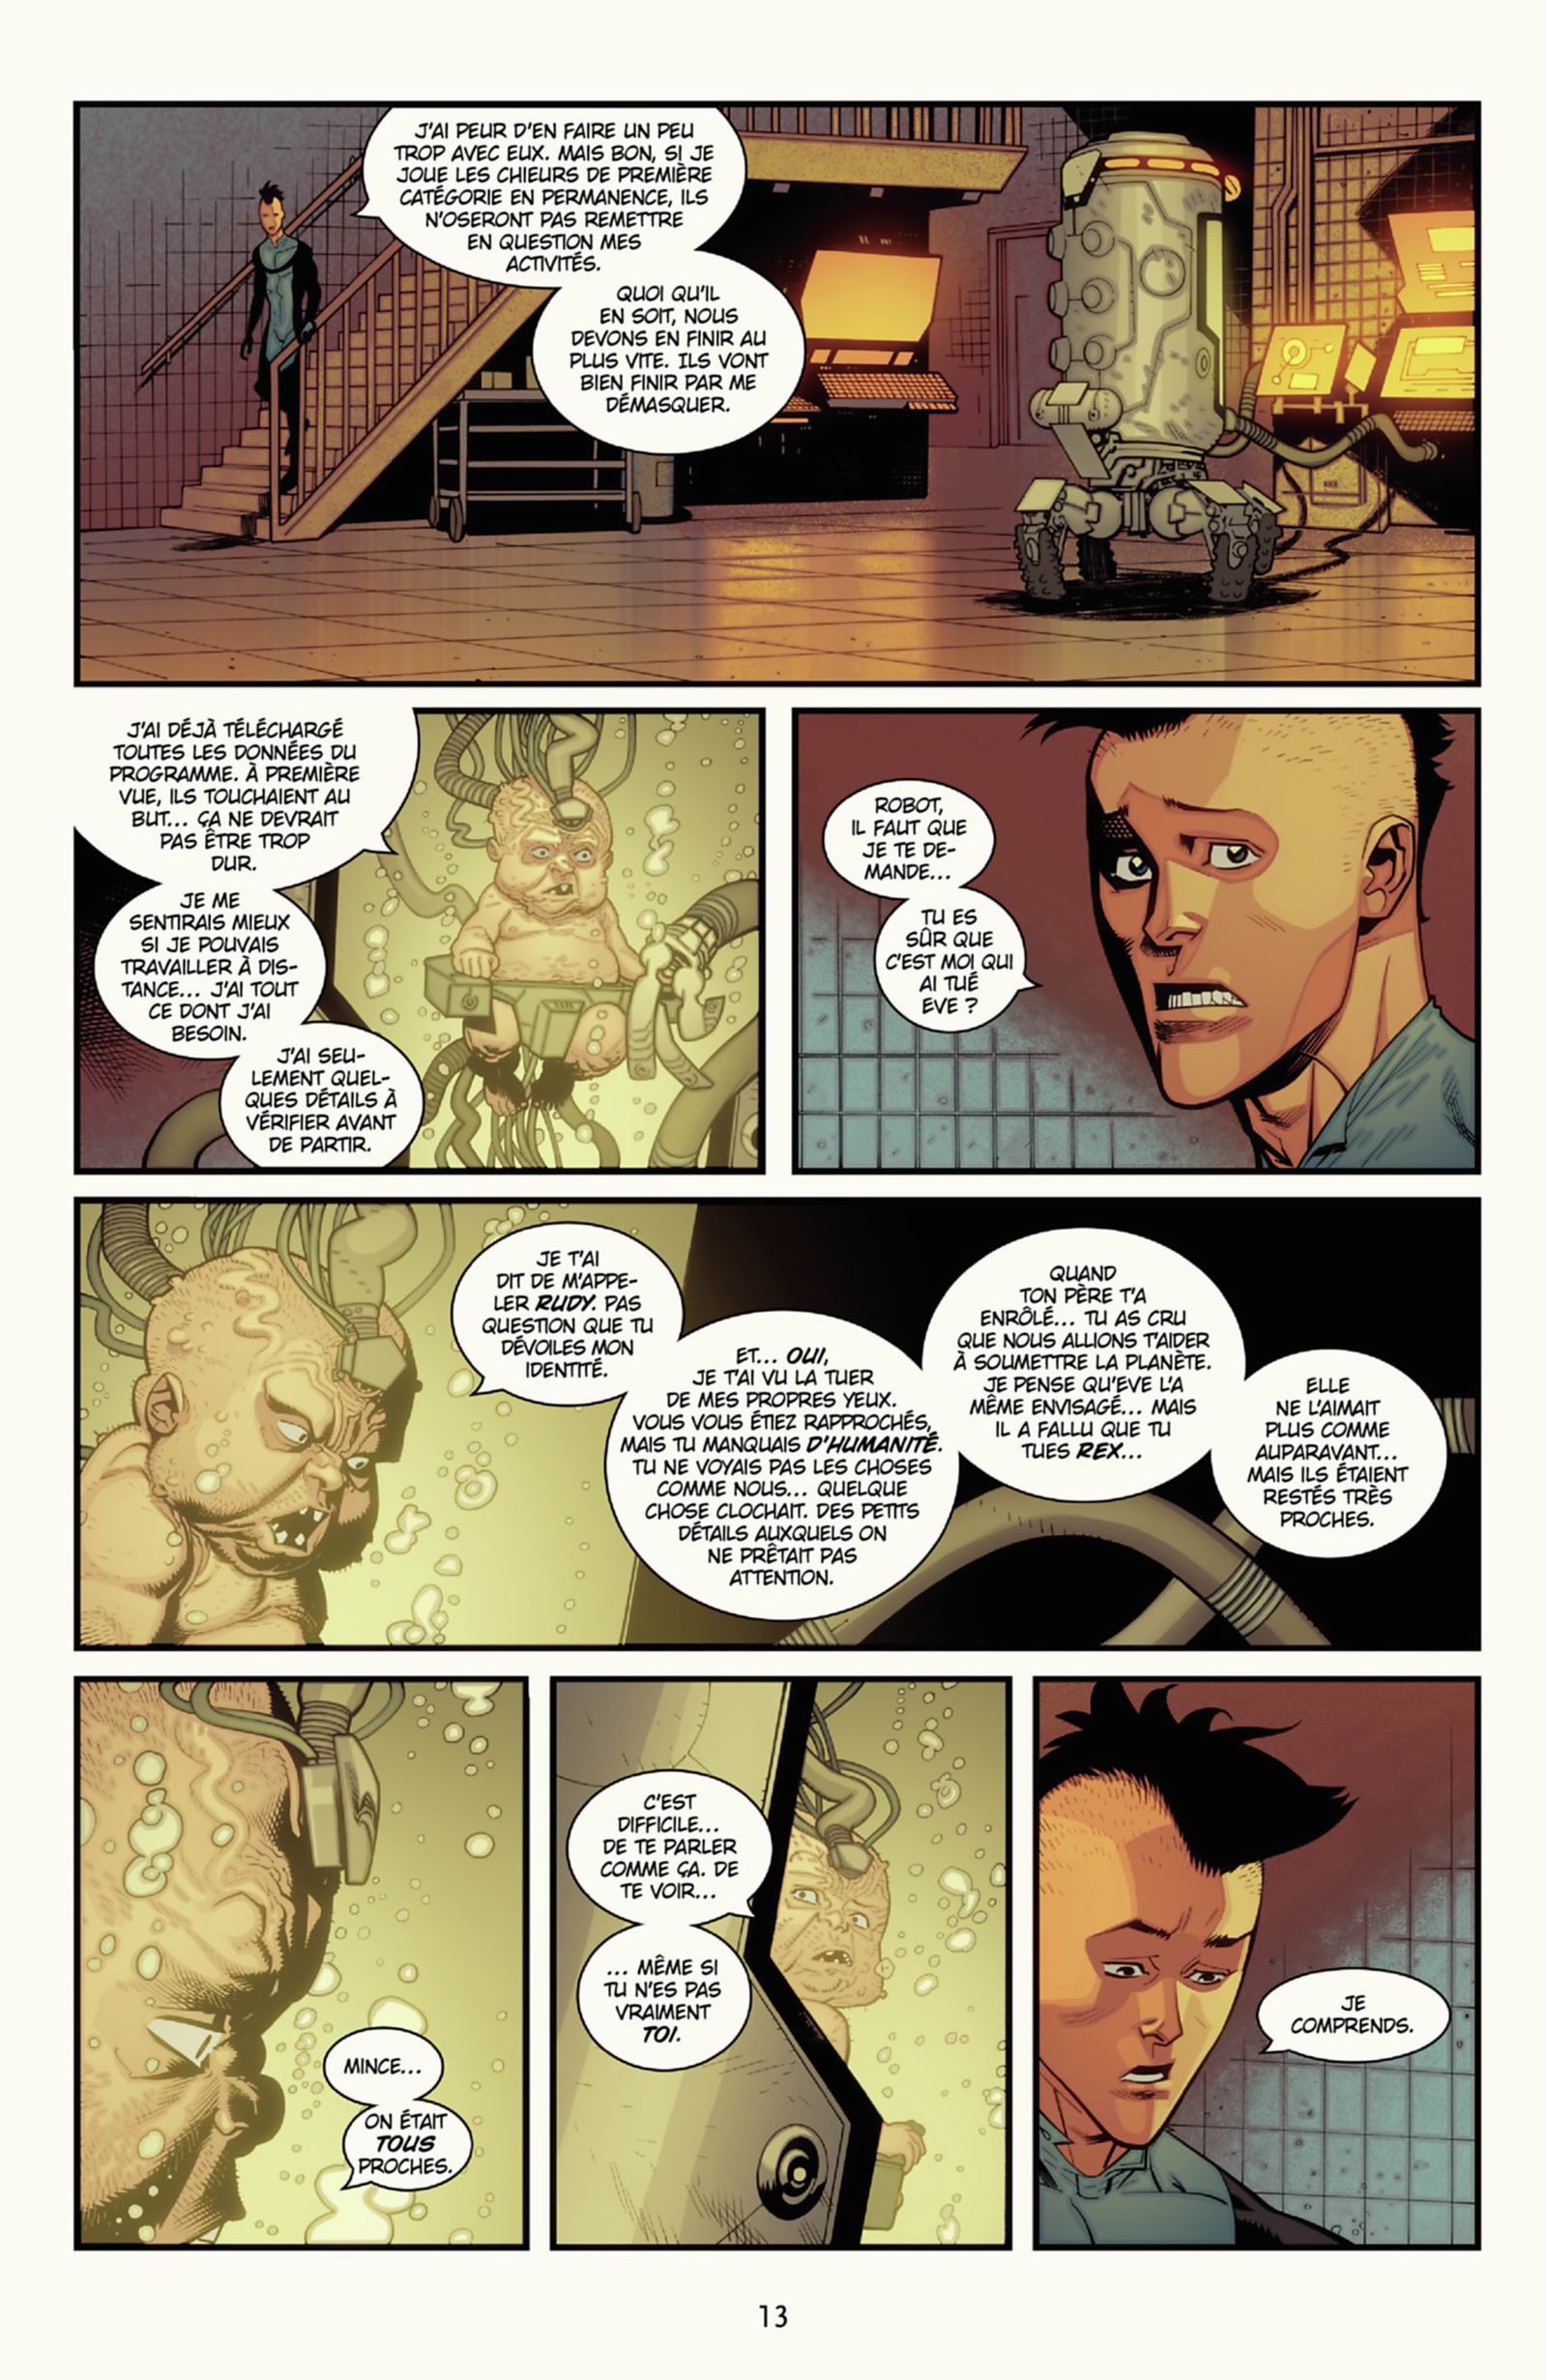 J'AI PEUR D'EN FAIRE UN PEU
TROP AVEC EUX. MAIS BON, SI JE
JOUE LES CHIEURS DE PREMIÈRE
CATÉGORIE EN PERMANENCE, ILS
N'OSERONT PAS REMETTRE
EN QUESTION MES
ACTIVITÉS.
QUOI QU'IL
EN SOIT, NOUS
DEVONS EN FINIR AU
PLUS VITE. ILS VONT
BIEN FINIR PAR ME
DÉMASQUER.
J'AI DÉJÀ TÉLÉCHARGÉ
TOUTES LES DONNÉES DU
PROGRAMME. À PREMIÈRE
VUE, ILS TOUCHAIENT AU
BUT... ÇA NE DEVRAIT
PAS ÊTRE TROP
DUR.
JE ME
SENTIRAIS MIEUX
SI JE POUVAIS
TRAVAILLER À DIS-
TANCE... J'AI TOUT
CE DONT J'AI
BESOIN.
J'AI SEU-
LEMENT QUEL-
QUES DÉTAILS À
VÉRIFIER AVANT
DE PARTIR.
ROBOT,
IL FAUT QUE
JE TE DE-
MANDE...
TU ES
SÛR QUE
C'EST MOI QUI
AI TUÉ
EVE ?
JE T'AI
DIT DE M'APPE-
LER RUDY. PAS
QUESTION QUE TU
DÉVOILES MON
IDENTITÉ.
ET... OUI,
JE T'AI VU LA TUER
DE MES PROPRES YEUX.
VOUS VOUS ÉTIEZ RAPPROCHÉS,
MAIS TU MANQUAIS D'HUMANITÉ.
TU NE VOYAIS PAS LES CHOSES
COMME NOUS... QUELQUE
CHOSE CLOCHAIT. DES PETITS
DÉTAILS AUXQUELS ON
NE PRÊTAIT PAS
ATTENTION.
QUAND
TON PÈRE T'A
ENRÔLÉ... TU AS CRU
QUE NOUS ALLIONS T'AIDER
À SOUMETTRE LA PLANÈTE.
JE PENSE QU'EVE L'A
MÊME ENVISAGÉ... MAIS
IL A FALLU QUE TU
TUES REX...
ELLE
NE L'AIMAIT
PLUS COMME
AUPARAVANT...
MAIS ILS ÉTAIENT
RESTÉS TRÈS
PROCHES.
MINCE...
ON ÉTAIT
TOUS
PROCHES.
C'EST
DIFFICILE...
DE TE PARLER
COMME ÇA. DE
TE VOIR...
... MÊME SI
TU N'ES PAS
VRAIMENT
TOI.
JE
COMPRENDS.
13